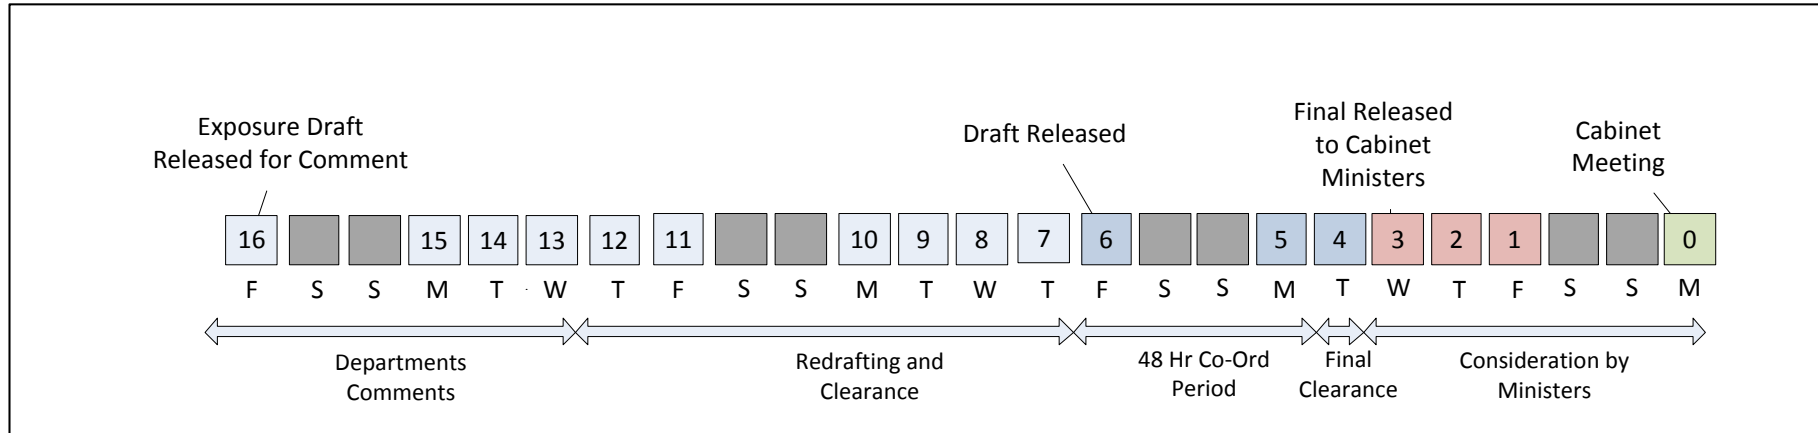 Exposure Draft
Released for Comment
Draft Released
Final Released
to Cabinet
Ministers
Cabinet
Meeting
16 15 14 13 12 11 10 9 8 7 6 5 4 3 2 1 0
F S S M T W T F S S M T W T F S S M T W T F S S M
Departments
Comments
Redrafting and
Clearance
48 Hr Co-Ord
Period
Final
Clearance
Consideration by
Ministers